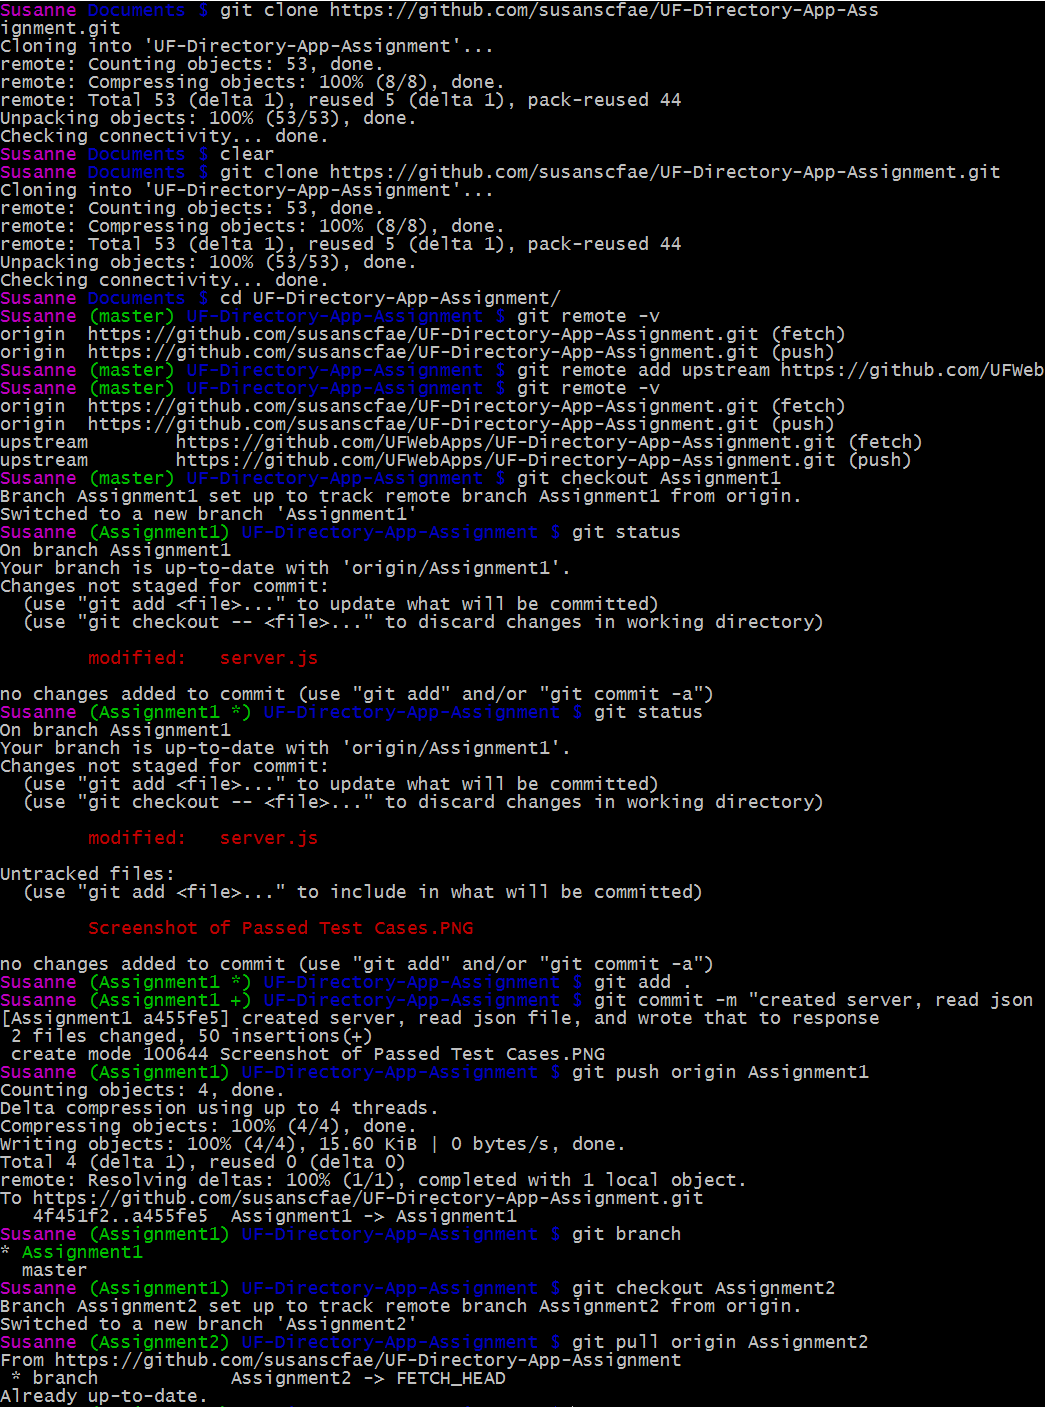 Susanne Documents $ git clone https://github.com/susanscfae/UF-Directory-App-Ass
ignment.git
Cloning into 'UF-Directory-App-Assignment'...
remote: Counting objects: 53, done.
remote: Compressing objects: 100% (8/8), done.
remote: Total 53 (delta 1), reused 5 (delta 1), pack-reused 44
Unpacking objects: 100% (53/53), done.
Checking connectivity... done.
Susanne Documents $ clear
Susanne Documents $ git clone https://github.com/susanscfae/UF-Directory-App-Assignment.git
Cloning into 'UF-Directory-App-Assignment'...
remote: Counting objects: 53, done.
remote: Compressing objects: 100% (8/8), done.
remote: Total 53 (delta 1), reused 5 (delta 1), pack-reused 44
Unpacking objects: 100% (53/53), done.
Checking connectivity... done.
Susanne Documents $ cd UF-Directory-App-Assignment/
Susanne (master) UF-Directory-App-Assignment $ git remote -v
origin  https://github.com/susanscfae/UF-Directory-App-Assignment.git (fetch)
origin  https://github.com/susanscfae/UF-Directory-App-Assignment.git (push)
Susanne (master) UF-Directory-App-Assignment $ git remote add upstream https://github.com/UFWeb
Susanne (master) UF-Directory-App-Assignment $ git remote -v
origin  https://github.com/susanscfae/UF-Directory-App-Assignment.git (fetch)
origin  https://github.com/susanscfae/UF-Directory-App-Assignment.git (push)
upstream        https://github.com/UFWebApps/UF-Directory-App-Assignment.git (fetch)
upstream        https://github.com/UFWebApps/UF-Directory-App-Assignment.git (push)
Susanne (master) UF-Directory-App-Assignment $ git checkout Assignment1
Branch Assignment1 set up to track remote branch Assignment1 from origin.
Switched to a new branch 'Assignment1'
Susanne (Assignment1) UF-Directory-App-Assignment $ git status
On branch Assignment1
Your branch is up-to-date with 'origin/Assignment1'.
Changes not staged for commit:
  (use "git add <file>..." to update what will be committed)
  (use "git checkout -- <file>..." to discard changes in working directory)
        modified:   server.js
no changes added to commit (use "git add" and/or "git commit -a")
Susanne (Assignment1 *) UF-Directory-App-Assignment $ git status
On branch Assignment1
Your branch is up-to-date with 'origin/Assignment1'.
Changes not staged for commit:
  (use "git add <file>..." to update what will be committed)
  (use "git checkout -- <file>..." to discard changes in working directory)
        modified:   server.js
Untracked files:
  (use "git add <file>..." to include in what will be committed)
        Screenshot of Passed Test Cases.PNG
no changes added to commit (use "git add" and/or "git commit -a")
Susanne (Assignment1 *) UF-Directory-App-Assignment $ git add .
Susanne (Assignment1 +) UF-Directory-App-Assignment $ git commit -m "created server, read json
[Assignment1 a455fe5] created server, read json file, and wrote that to response
 2 files changed, 50 insertions(+)
 create mode 100644 Screenshot of Passed Test Cases.PNG
Susanne (Assignment1) UF-Directory-App-Assignment $ git push origin Assignment1
Counting objects: 4, done.
Delta compression using up to 4 threads.
Compressing objects: 100% (4/4), done.
Writing objects: 100% (4/4), 15.60 KiB | 0 bytes/s, done.
Total 4 (delta 1), reused 0 (delta 0)
remote: Resolving deltas: 100% (1/1), completed with 1 local object.
To https://github.com/susanscfae/UF-Directory-App-Assignment.git
   4f451f2..a455fe5  Assignment1 -> Assignment1
Susanne (Assignment1) UF-Directory-App-Assignment $ git branch
* Assignment1
  master
Susanne (Assignment1) UF-Directory-App-Assignment $ git checkout Assignment2
Branch Assignment2 set up to track remote branch Assignment2 from origin.
Switched to a new branch 'Assignment2'
Susanne (Assignment2) UF-Directory-App-Assignment $ git pull origin Assignment2
From https://github.com/susanscfae/UF-Directory-App-Assignment
 * branch            Assignment2 -> FETCH_HEAD
Already up-to-date.